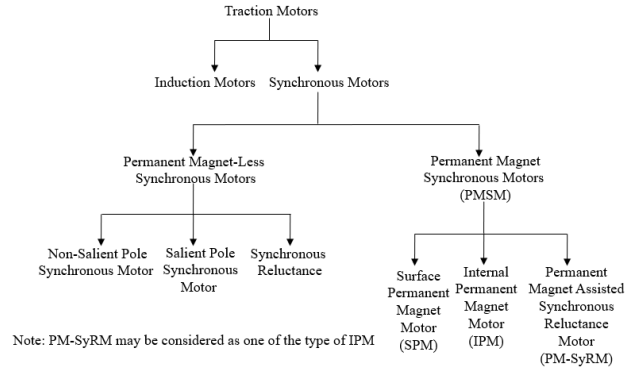 Traction Motors
Induction Motors
Synchronous Motors
Permanent Magnet-Less
Synchronous Motors
Permanent Magnet
Synchronous Motors
(PMSM)
Non-Salient Pole
Synchronous Motor
Salient Pole
Synchronous
Motor
Synchronous
Reluctance
Surface
Permanent
Magnet
Motor
(SPM)
Internal
Permanent
Magnet
Motor
(IPM)
Permanent
Magnet Assisted
Synchronous
Reluctance
Motor
(PM-SyRM)
Note: PM-SyRM may be considered as one of the type of IPM